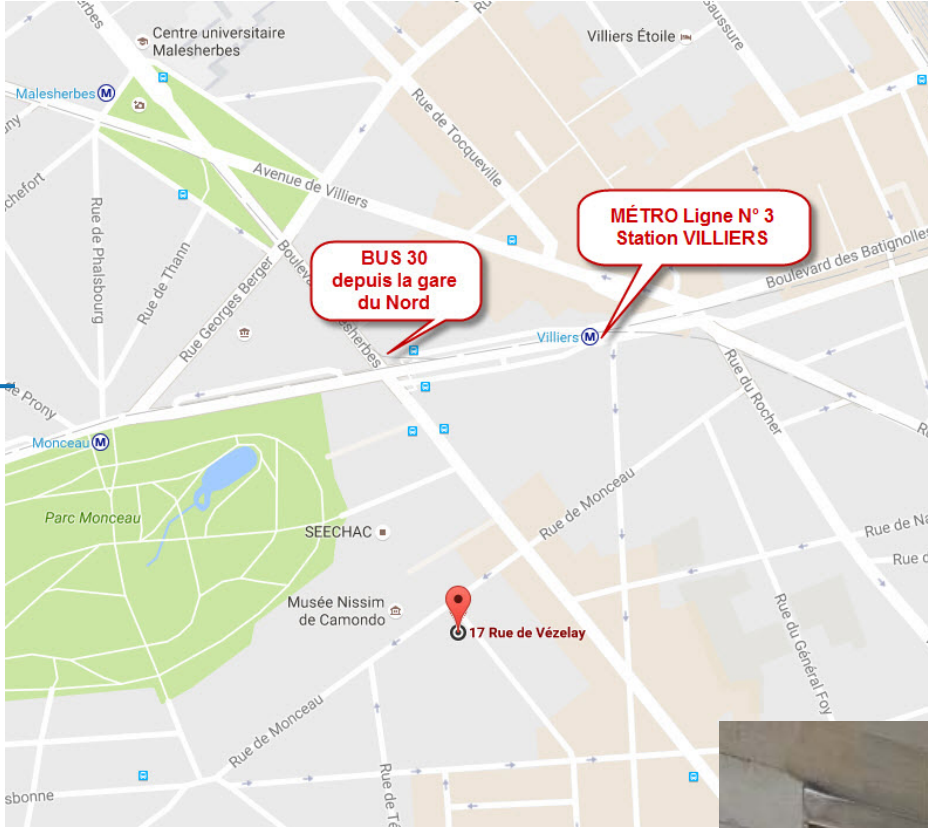 Centre universitaire
Malesherbes
Villiers Étoile
Malesherbes
Rue de Tocqueville
Avenue de Villiers
Rue de Phalsbourg
Rue de Thann
Rue Georges Berger
MÉTRO Ligne N° 3
Station VILLIERS
BUS 30
depuis la gare
du Nord
Boulevard des Batignolles
Villiers
Rue du Rocher
de Prony
Monceau
Parc Monceau
Rue de Monceau
SEECHAC
Musée Nissim
de Camondo
17 Rue de Vézelay
Rue du Général Foy
Rue de Monceau